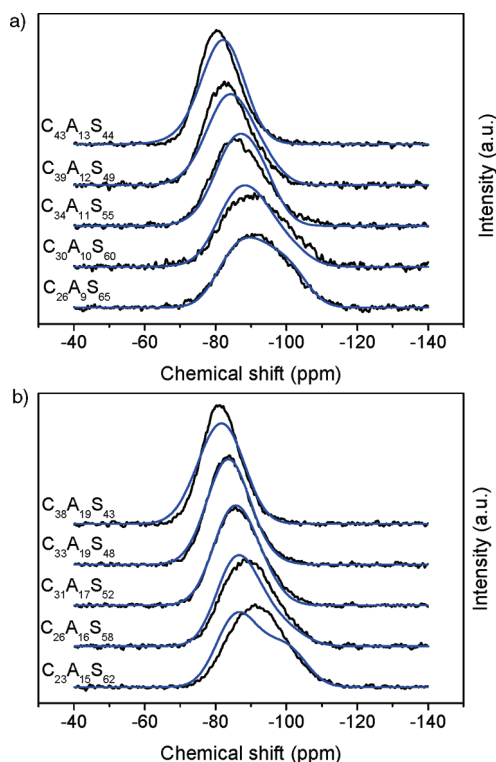 a)
C43A13S44
C39A12S49
C34A11S55
C30A10S60
C26A9S65
Intensity (a.u.)
-40 -60 -80 -100 -120 -140
Chemical shift (ppm)
b)
C38A19S43
C33A19S48
C31A17S52
C26A16S58
C23A15S62
Intensity (a.u.)
-40 -60 -80 -100 -120 -140
Chemical shift (ppm)